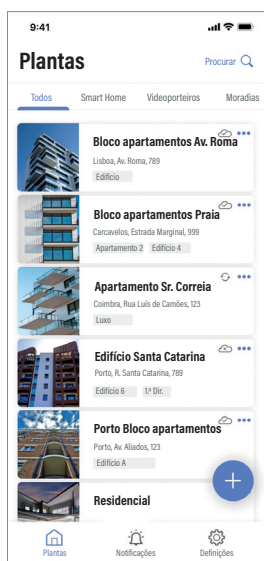 9:41
Plantas
Procurar
Todos Smart Home Videoporteiros Moradias
Bloco apartamentos Av. Roma
Lisboa, Av. Roma, 789
Edifício
Bloco apartamentos Praia
Carcavelos, Estrada Marginal, 999
Apartamento 2 Edifício 4
Apartamento Sr. Correia
Coimbra, Rua Luís de Camões, 123
Luxo
Edifício Santa Catarina
Porto, R. Santa Catarina, 789
Edifício 6 1.ª Dir.
Porto Bloco apartamentos
Porto, Av. Aliados, 123
Edifício A
Residencial
Plantas Notificações Definições